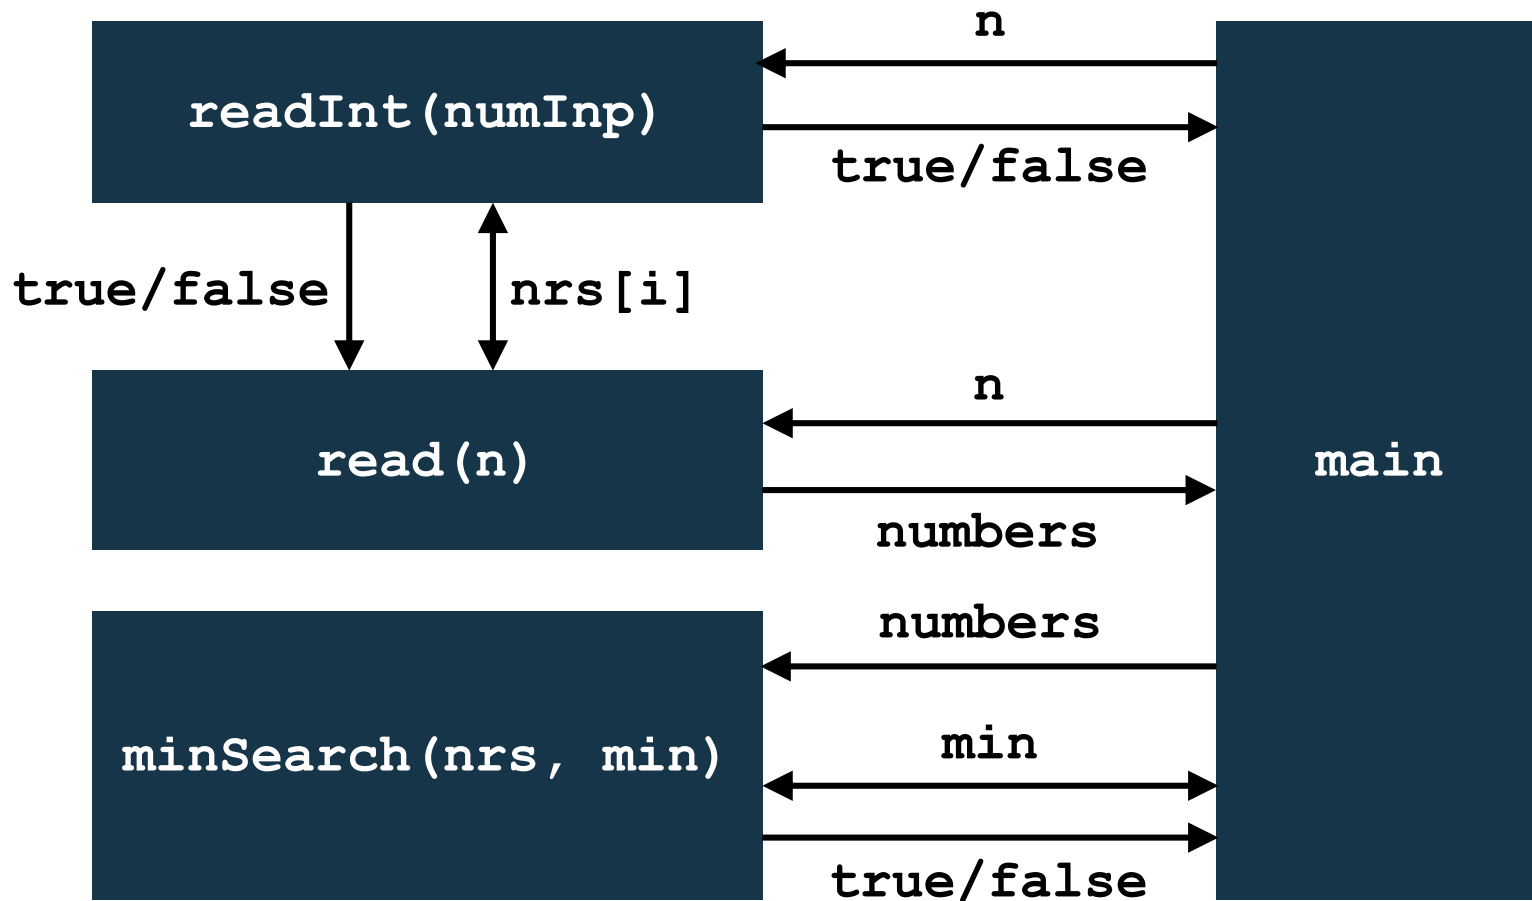 n
readInt(numInp)
true/false
true/false
nrs[i]
n
read(n)
main
numbers
numbers
minSearch(nrs, min)
min
true/false